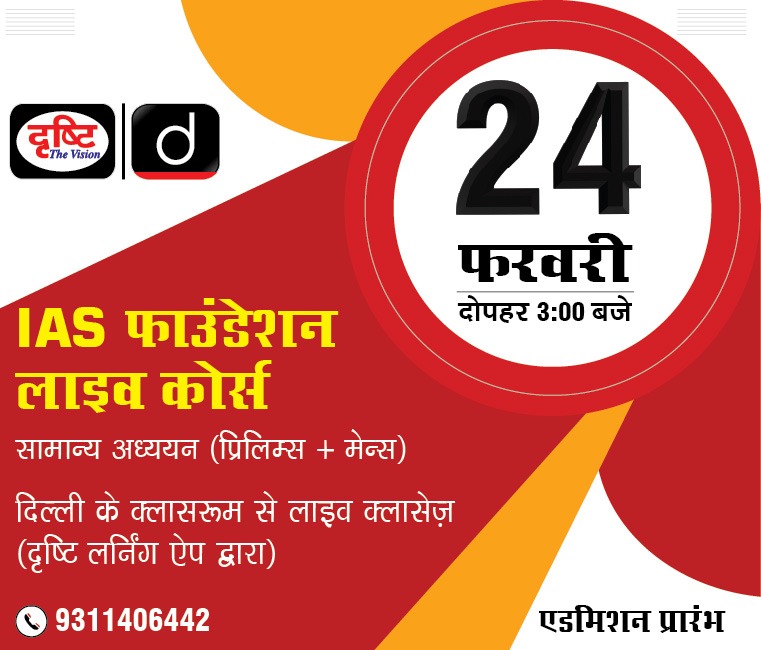 दृष्टि
The Vision
d
24
फरवरी
दोपहर 3:00 बजे
IAS फाउंडेशन
लाइव कोर्स
सामान्य अध्ययन (प्रिलिम्स + मेन्स)
दिल्ली के क्लासरूम से लाइव क्लासेज़
(दृष्टि लर्निंग ऐप द्वारा)
9311406442
एडमिशन प्रारंभ